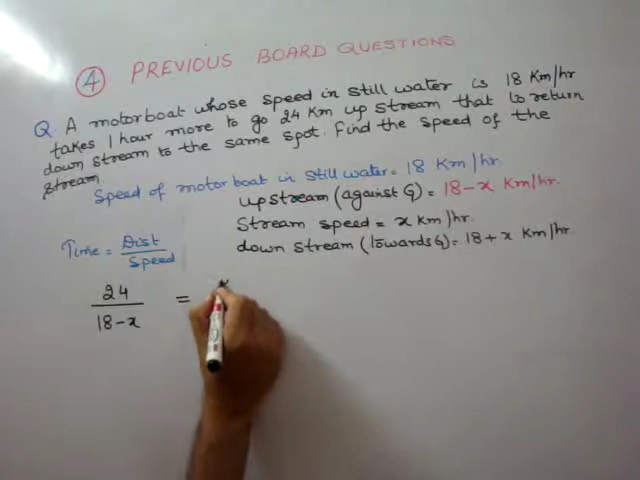 4 PREVIOUS BOARD QUESTIONS
Q. A motorboat whose speed in still water is 18 Km/hr
takes 1 hour more to go 24 Km up stream that to return
down stream to the same spot. Find the speed of the
stream.
Speed of motorboat in still water = 18 Km/hr.
upstream (against G) = 18-x Km/hr.
Stream speed = x Km/hr.
down stream (towards G) = 18+x Km/hr
Time = Dist/Speed
24/18-x =